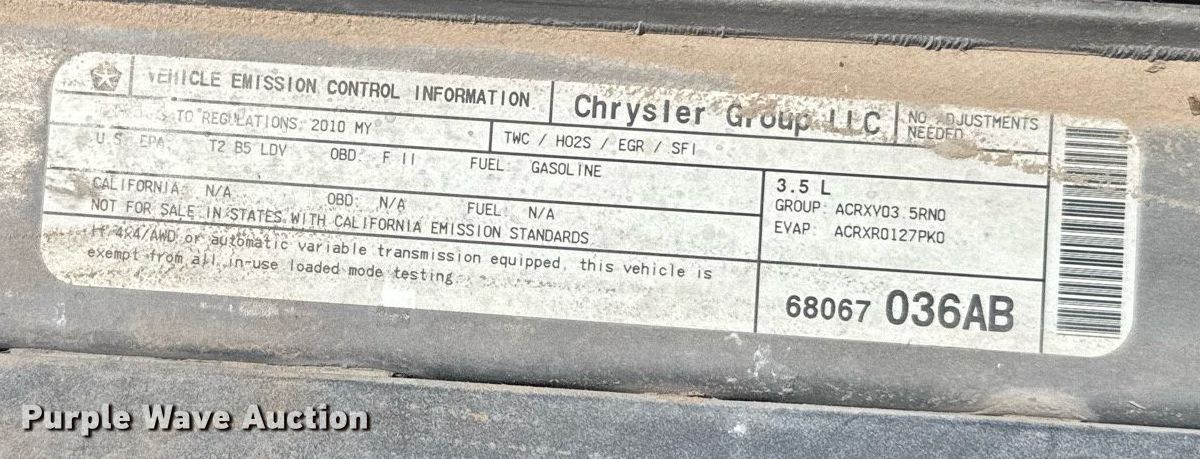 VEHICLE EMISSION CONTROL INFORMATION
Chrysler Group LLC
NO ADJUSTMENTS
NEEDED
TO REGULATIONS: 2010 MY
TWC / HO2S / EGR / SFI
U.S. EPA: T2 B5 LDV OBD: F II FUEL: GASOLINE
CALIFORNIA: N/A OBD: N/A FUEL: N/A
NOT FOR SALE IN STATES WITH CALIFORNIA EMISSION STANDARDS
If 4x4/AWD or automatic variable transmission equipped, this vehicle is
exempt from all in-use loaded mode testing
3.5 L
GROUP: ACRXV03.5RN0
EVAP: ACRXR0127PK0
68067 036AB
Purple Wave Auction